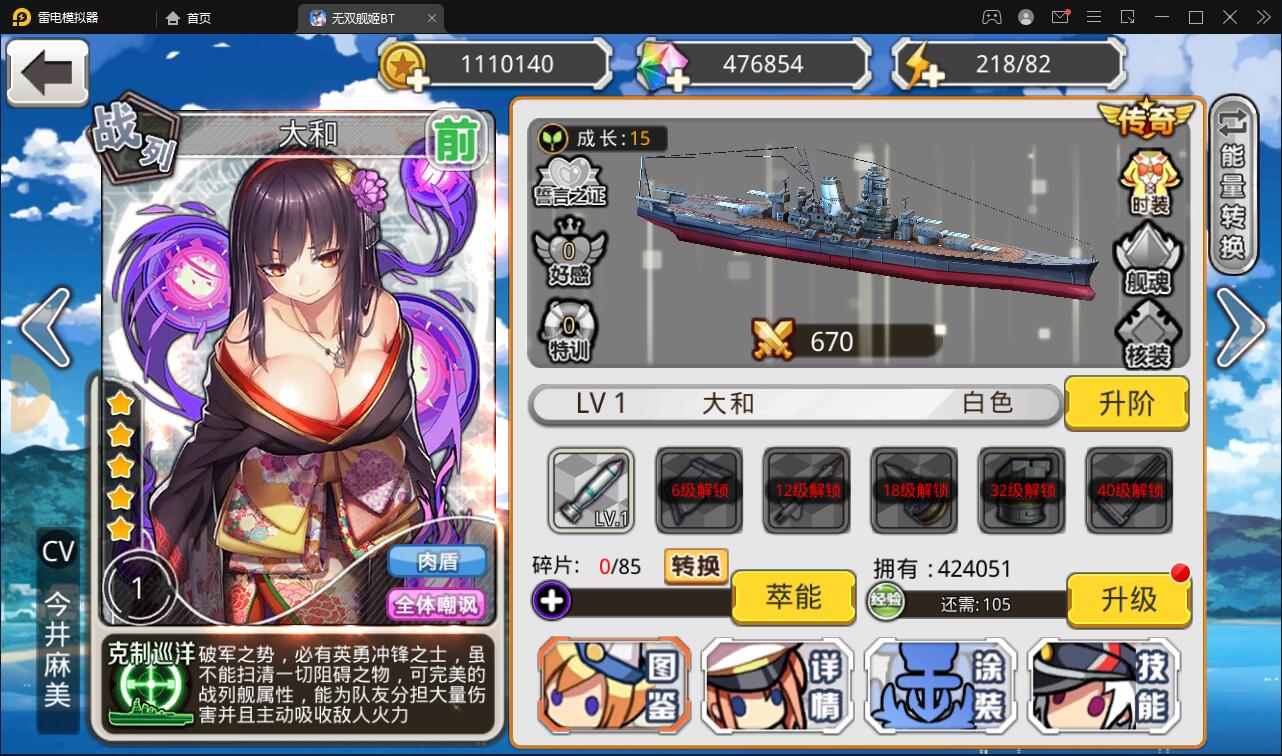 雷电模拟器
首页
无双舰姬BT
1110140
476854
218/82
战列
大和
前
CV
今井麻美
1
肉盾
全体嘲讽
克制巡洋
破军之势，必有英勇冲锋之士，虽
不能扫清一切阻碍之物，可完美的
战列舰属性，能为队友分担大量伤
害并且主动吸收敌人火力
成长:15
传奇
誓言之证
0
好感
0
特训
时装
舰魂
核装
能量转换
670
LV 1 大和 白色
升阶
LV.1
6级解锁
12级解锁
18级解锁
32级解锁
40级解锁
碎片: 0/85
转换
萃能
拥有 :424051
经验
还需:105
升级
图鉴
详情
涂装
技能